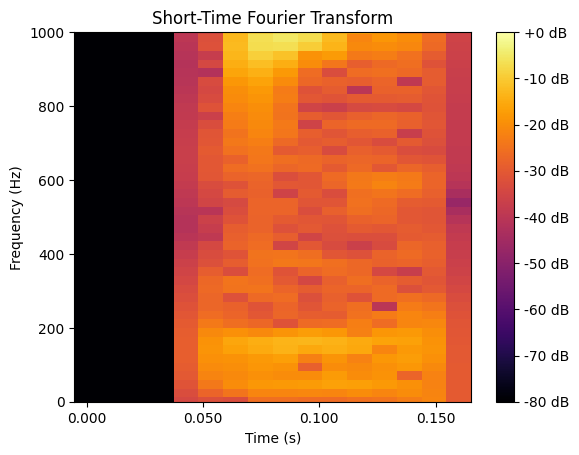 Short-Time Fourier Transform
1000
800
600
400
200
0
Frequency (Hz)
0.000
0.050
0.100
0.150
Time (s)
+0 dB
-10 dB
-20 dB
-30 dB
-40 dB
-50 dB
-60 dB
-70 dB
-80 dB